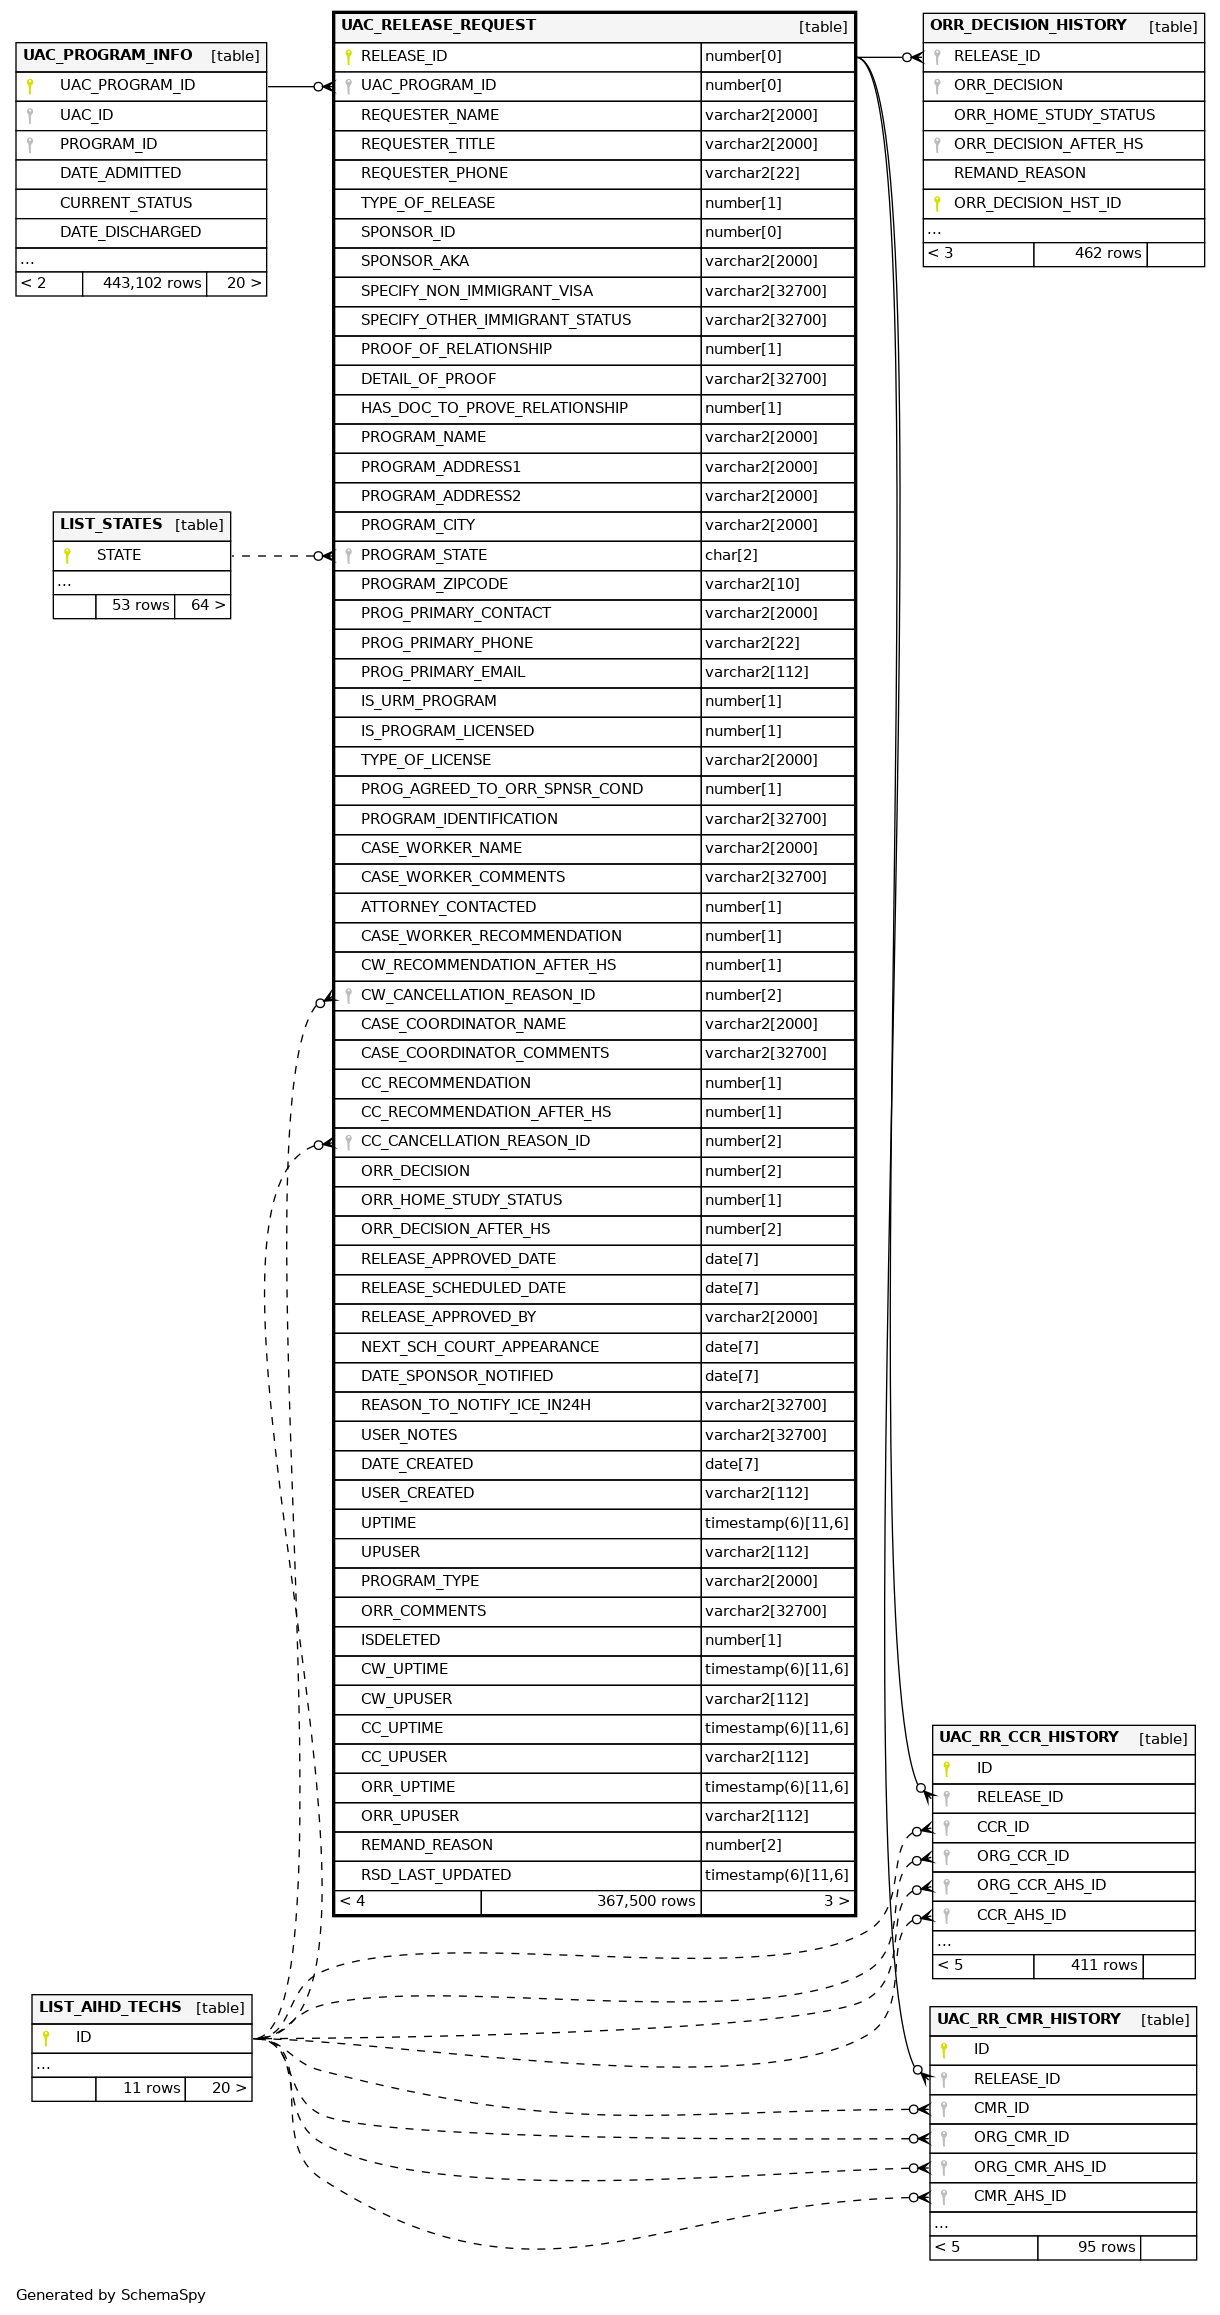 UAC_PROGRAM_INFO [table]
UAC_PROGRAM_ID
UAC_ID
PROGRAM_ID
DATE_ADMITTED
CURRENT_STATUS
DATE_DISCHARGED
...
< 2 443,102 rows 20 >
LIST_STATES [table]
STATE
...
53 rows 64 >
LIST_AIHD_TECHS [table]
ID
...
11 rows 20 >
UAC_RELEASE_REQUEST [table]
RELEASE_ID number[0]
UAC_PROGRAM_ID number[0]
REQUESTER_NAME varchar2[2000]
REQUESTER_TITLE varchar2[2000]
REQUESTER_PHONE varchar2[22]
TYPE_OF_RELEASE number[1]
SPONSOR_ID number[0]
SPONSOR_AKA varchar2[2000]
SPECIFY_NON_IMMIGRANT_VISA varchar2[32700]
SPECIFY_OTHER_IMMIGRANT_STATUS varchar2[32700]
PROOF_OF_RELATIONSHIP number[1]
DETAIL_OF_PROOF varchar2[32700]
HAS_DOC_TO_PROVE_RELATIONSHIP number[1]
PROGRAM_NAME varchar2[2000]
PROGRAM_ADDRESS1 varchar2[2000]
PROGRAM_ADDRESS2 varchar2[2000]
PROGRAM_CITY varchar2[2000]
PROGRAM_STATE char[2]
PROGRAM_ZIPCODE varchar2[10]
PROG_PRIMARY_CONTACT varchar2[2000]
PROG_PRIMARY_PHONE varchar2[22]
PROG_PRIMARY_EMAIL varchar2[112]
IS_URM_PROGRAM number[1]
IS_PROGRAM_LICENSED number[1]
TYPE_OF_LICENSE varchar2[2000]
PROG_AGREED_TO_ORR_SPNSR_COND number[1]
PROGRAM_IDENTIFICATION varchar2[32700]
CASE_WORKER_NAME varchar2[2000]
CASE_WORKER_COMMENTS varchar2[32700]
ATTORNEY_CONTACTED number[1]
CASE_WORKER_RECOMMENDATION number[1]
CW_RECOMMENDATION_AFTER_HS number[1]
CW_CANCELLATION_REASON_ID number[2]
CASE_COORDINATOR_NAME varchar2[2000]
CASE_COORDINATOR_COMMENTS varchar2[32700]
CC_RECOMMENDATION number[1]
CC_RECOMMENDATION_AFTER_HS number[1]
CC_CANCELLATION_REASON_ID number[2]
ORR_DECISION number[2]
ORR_HOME_STUDY_STATUS number[1]
ORR_DECISION_AFTER_HS number[2]
RELEASE_APPROVED_DATE date[7]
RELEASE_SCHEDULED_DATE date[7]
RELEASE_APPROVED_BY varchar2[2000]
NEXT_SCH_COURT_APPEARANCE date[7]
DATE_SPONSOR_NOTIFIED date[7]
REASON_TO_NOTIFY_ICE_IN24H varchar2[32700]
USER_NOTES varchar2[32700]
DATE_CREATED date[7]
USER_CREATED varchar2[112]
UPTIME timestamp(6)[11,6]
UPUSER varchar2[112]
PROGRAM_TYPE varchar2[2000]
ORR_COMMENTS varchar2[32700]
ISDELETED number[1]
CW_UPTIME timestamp(6)[11,6]
CW_UPUSER varchar2[112]
CC_UPTIME timestamp(6)[11,6]
CC_UPUSER varchar2[112]
ORR_UPTIME timestamp(6)[11,6]
ORR_UPUSER varchar2[112]
REMAND_REASON number[2]
RSD_LAST_UPDATED timestamp(6)[11,6]
< 4 367,500 rows 3 >
ORR_DECISION_HISTORY [table]
RELEASE_ID
ORR_DECISION
ORR_HOME_STUDY_STATUS
ORR_DECISION_AFTER_HS
REMAND_REASON
ORR_DECISION_HST_ID
...
< 3 462 rows
UAC_RR_CCR_HISTORY [table]
ID
RELEASE_ID
CCR_ID
ORG_CCR_ID
ORG_CCR_AHS_ID
CCR_AHS_ID
...
< 5 411 rows
UAC_RR_CMR_HISTORY [table]
ID
RELEASE_ID
CMR_ID
ORG_CMR_ID
ORG_CMR_AHS_ID
CMR_AHS_ID
...
< 5 95 rows
Generated by SchemaSpy